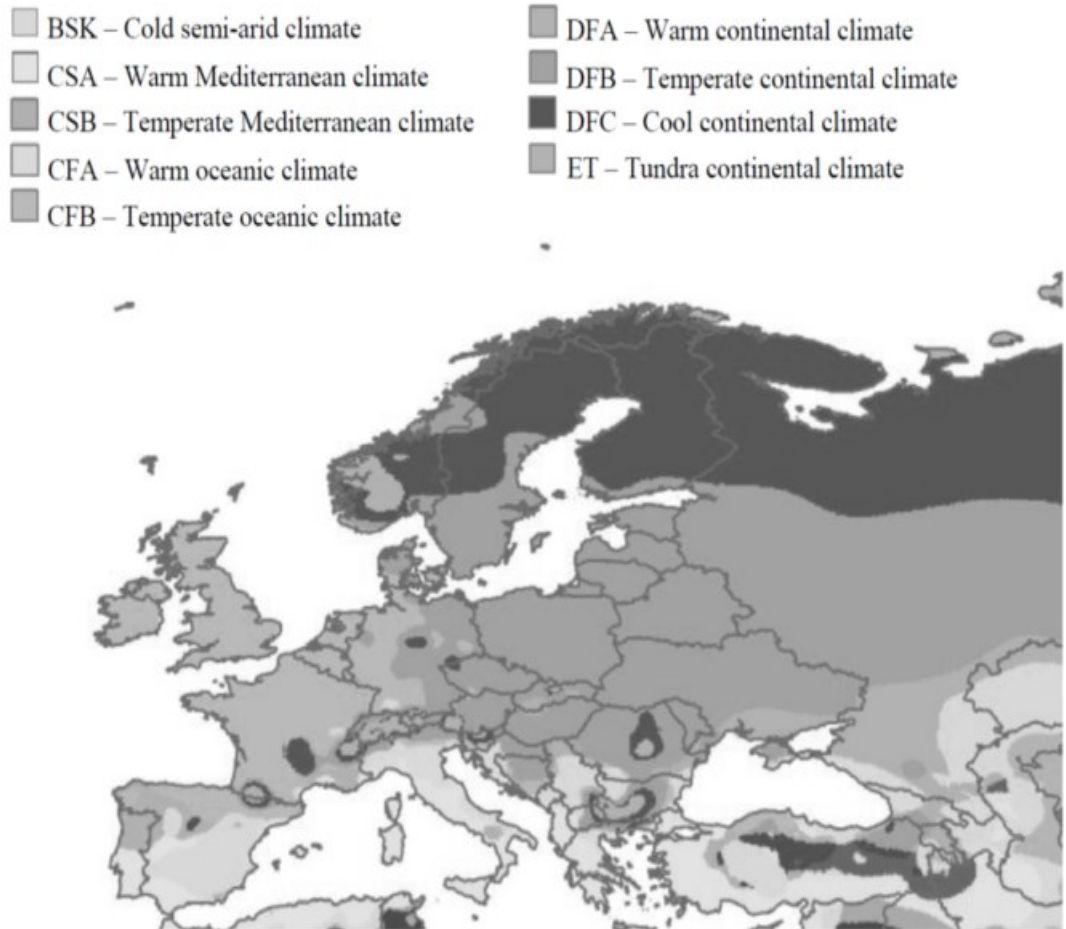 BSK – Cold semi-arid climate
CSA – Warm Mediterranean climate
CSB – Temperate Mediterranean climate
CFA – Warm oceanic climate
CFB – Temperate oceanic climate
DFA – Warm continental climate
DFB – Temperate continental climate
DFC – Cool continental climate
ET – Tundra continental climate